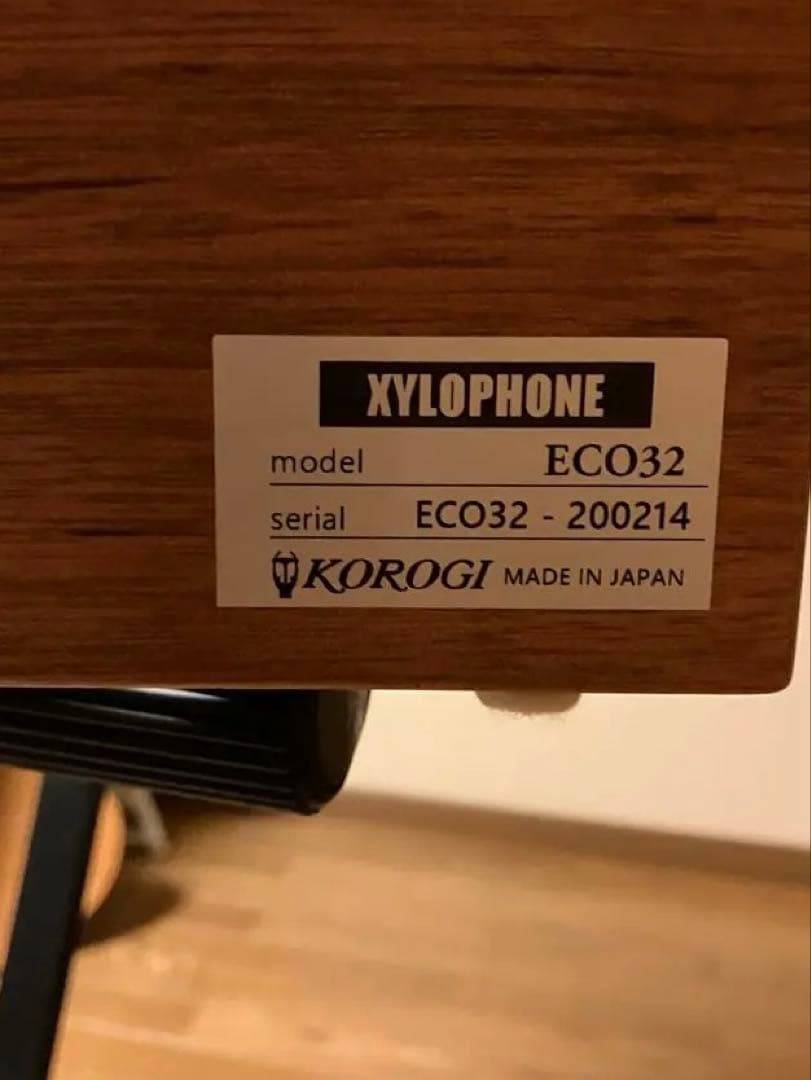 XYLOPHONE
model ECO32
serial ECO32 - 200214
KOROGI MADE IN JAPAN